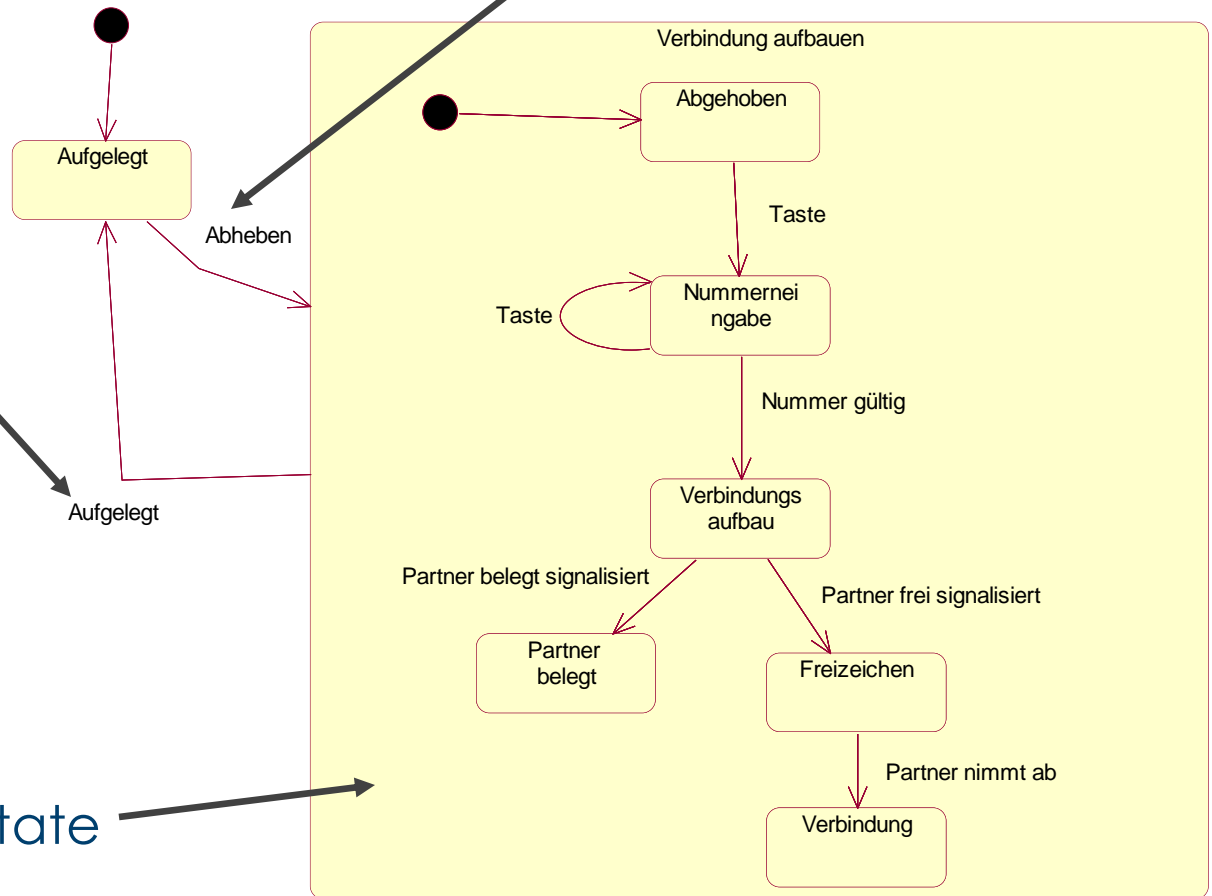 Verbindung aufbauen
Abgehoben
Aufgelegt
Taste
Abheben
Nummernei
ngabe
Taste
Nummer gültig
Verbindungs
aufbau
Aufgelegt
Partner belegt signalisiert
Partner frei signalisiert
Partner
belegt
Freizeichen
Partner nimmt ab
Verbindung
tate